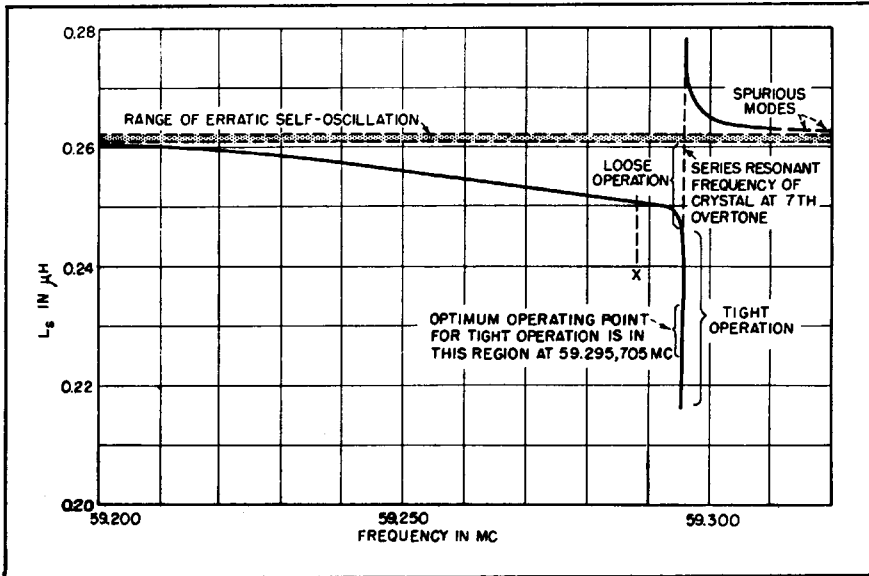 0.28
0.26
0.24
0.22
0.20
L_s IN μH
RANGE OF ERRATIC SELF-OSCILLATION
SPURIOUS
MODES
LOOSE
OPERATION
SERIES RESONANT
FREQUENCY OF
CRYSTAL AT 7TH
OVERTONE
X
OPTIMUM OPERATING POINT
FOR TIGHT OPERATION IS IN
THIS REGION AT 59.295,705 MC
TIGHT
OPERATION
59.200
59.250
59.300
FREQUENCY IN MC